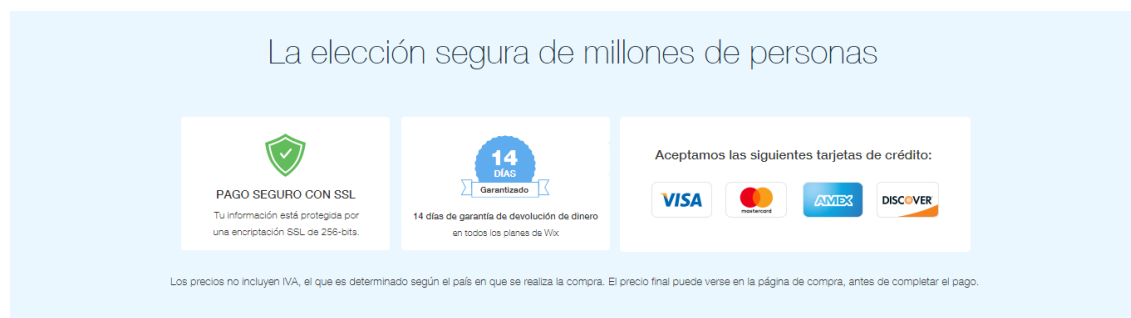 La elección segura de millones de personas
PAGO SEGURO CON SSL
Tu información está protegida por
una encriptación SSL de 256-bits.
14
DÍAS
Garantizado
14 días de garantía de devolución de dinero
en todos los planes de Wix
Aceptamos las siguientes tarjetas de crédito:
VISA
mastercard
AMEX
DISCOVER
Los precios no incluyen IVA, el que es determinado según el país en que se realiza la compra. El precio final puede verse en la página de compra, antes de completar el pago.